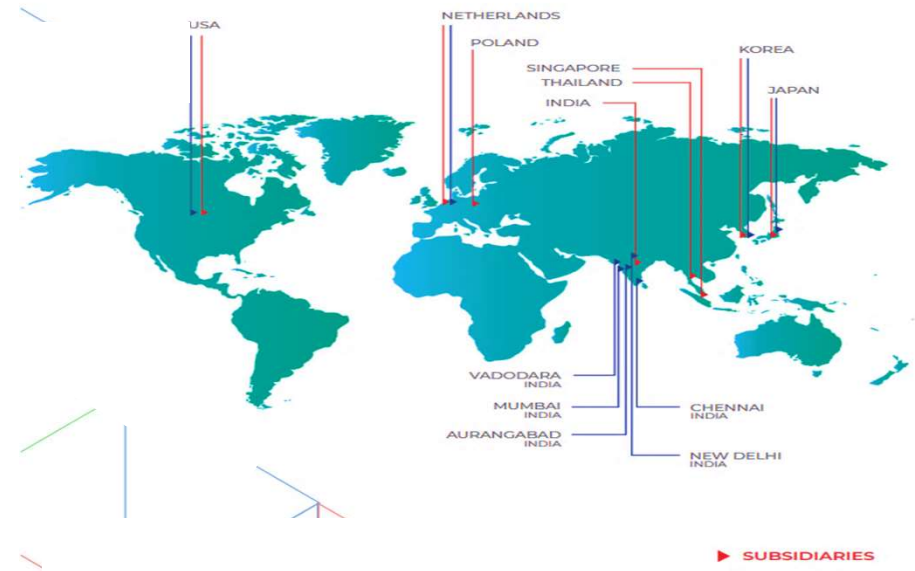 USA
NETHERLANDS
POLAND
KOREA
SINGAPORE
THAILAND
JAPAN
INDIA
VADODARA
INDIA
MUMBAI
INDIA
CHENNAI
INDIA
AURANGABAD
INDIA
NEW DELHI
INDIA
SUBSIDIARIES